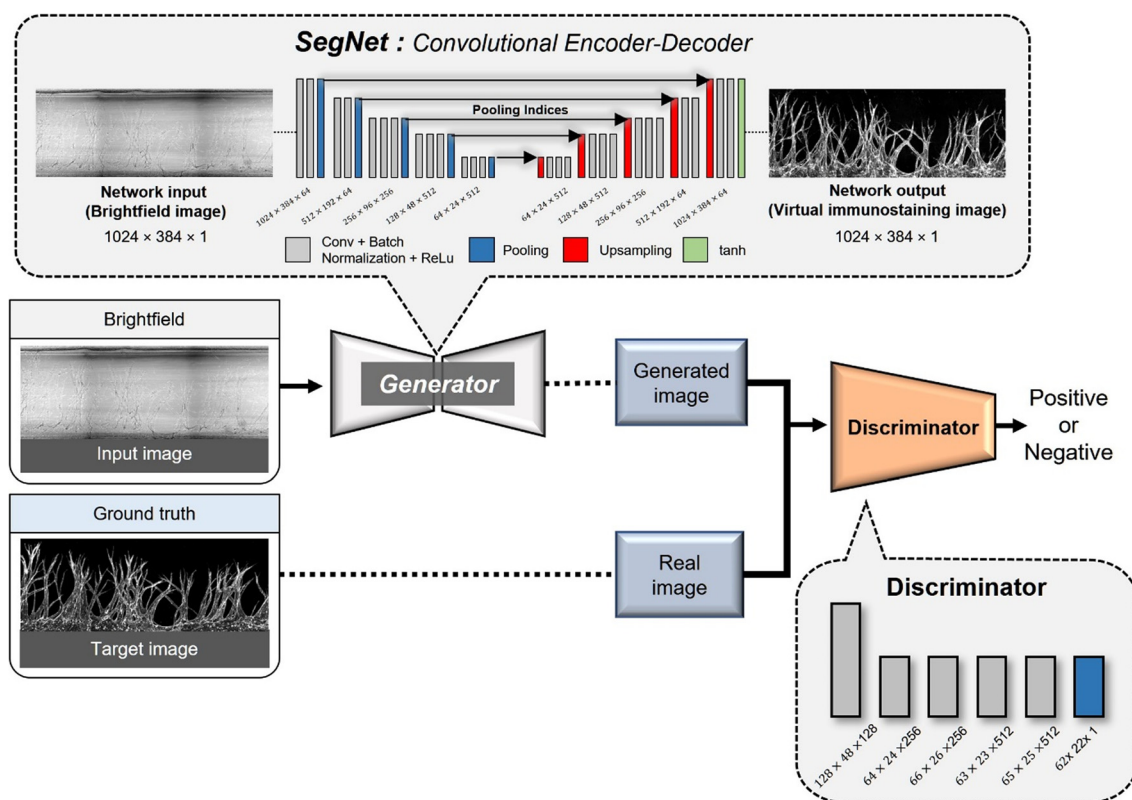 SegNet : Convolutional Encoder-Decoder
Pooling Indices
Network input
(Brightfield image)
1024 × 384 × 1
1024 × 384 × 64
512 × 192 × 64
256 × 96 × 256
128 × 48 × 512
64 × 24 × 512
64 × 24 × 512
128 × 48 × 512
256 × 96 × 256
512 × 192 × 64
1024 × 384 × 64
Network output
(Virtual immunostaining image)
1024 × 384 × 1
Conv + Batch
Normalization + ReLu
Pooling
Upsampling
tanh
Brightfield
Input image
Generator
Generated
image
Discriminator
Positive
or
Negative
Ground truth
Target image
Real
image
Discriminator
128 × 48 ×128
64 × 24 ×256
66 × 26 ×256
63 × 23 ×512
65 × 25 ×512
62x 22x 1